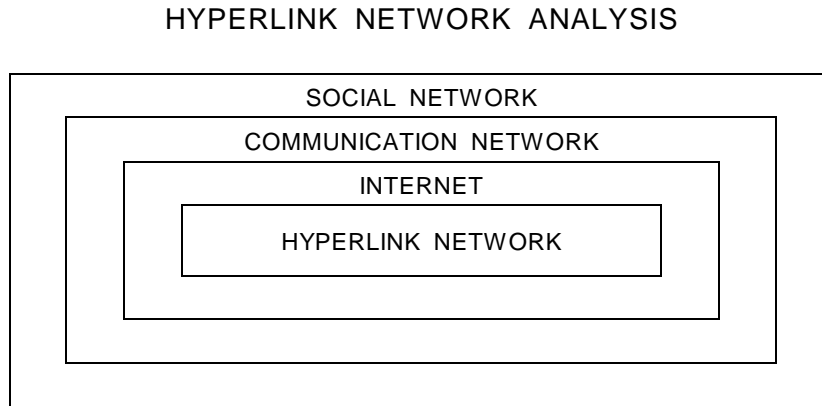 HYPERLINK NETWORK ANALYSIS
SOCIAL NETWORK
COMMUNICATION NETWORK
INTERNET
HYPERLINK NETWORK